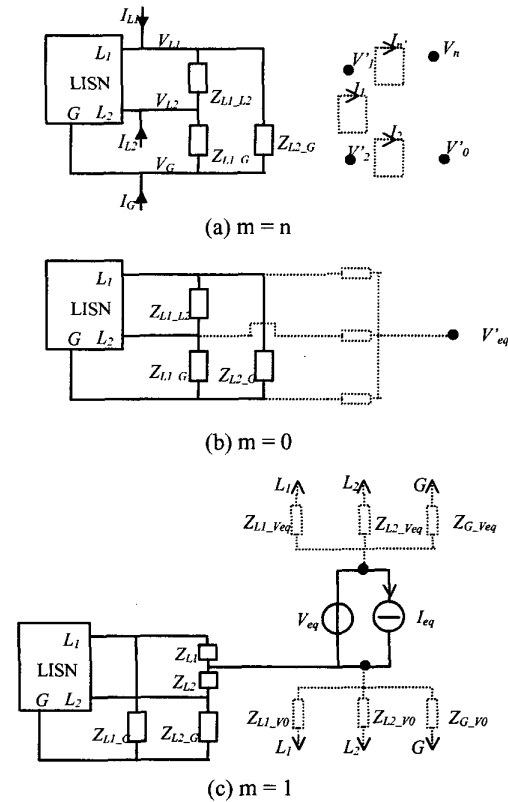 I_L1
L1 V_L1
LISN Z_L1_L2
G L2 V_L2
I_L2 Z_L1_G Z_L2_G
V_G
I_G
I_n' V_n
V'_1
I_1
I_2
V'_2 V'_0
(a) m = n
L1
LISN Z_L1_L2
G L2 V'_eq
Z_L1_G Z_L2_G
(b) m = 0
L1 L2 G
Z_L1_Veq Z_L2_Veq Z_G_Veq
V_eq I_eq
L1 Z_L1
LISN Z_L2
G L2
Z_L1_G Z_L2_G
Z_L1_V0 Z_L2_V0 Z_G_V0
L1 L2 G
(c) m = 1